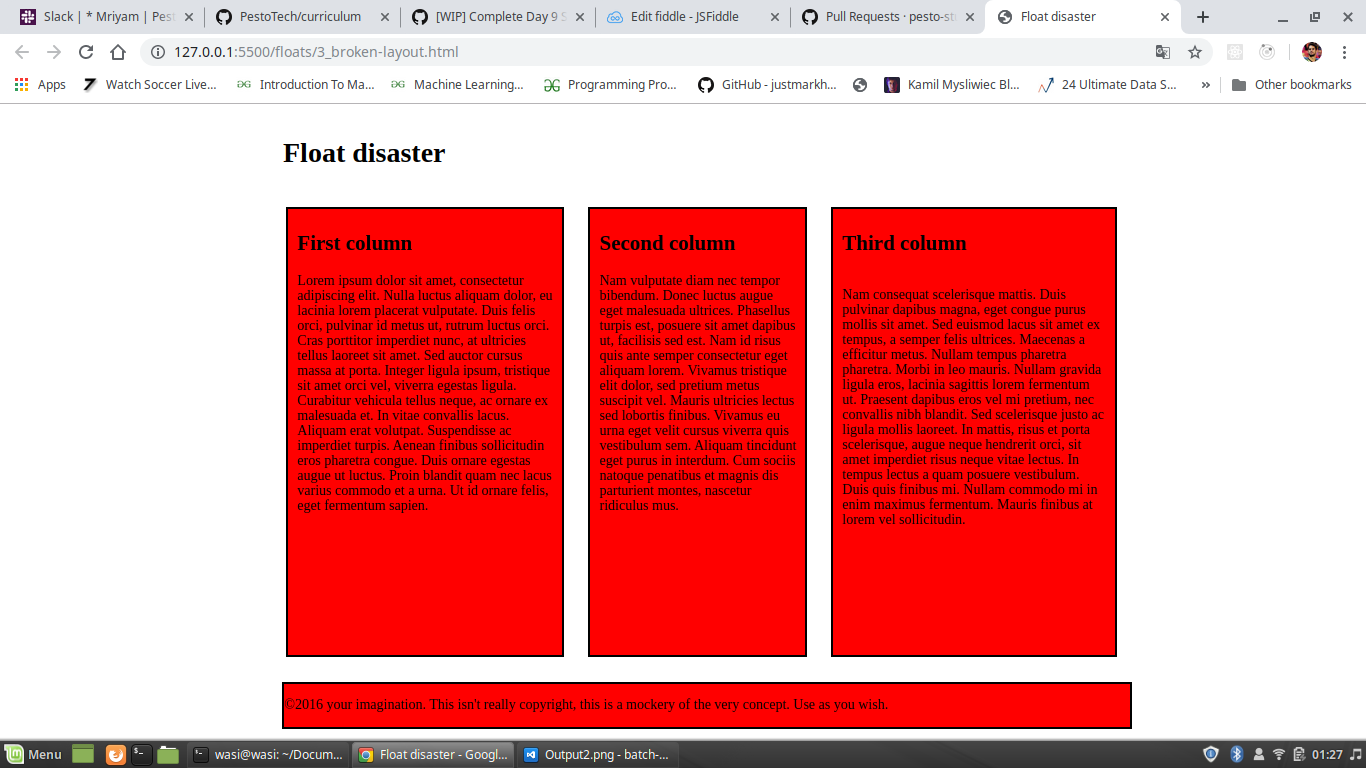 Slack | * Mriyam | Pest
PestoTech/curriculum
[WIP] Complete Day 9 S
Edit fiddle - JSFiddle
Pull Requests · pesto-st
Float disaster
127.0.0.1:5500/floats/3_broken-layout.html
Apps
Watch Soccer Live...
Introduction To Ma...
Machine Learning...
Programming Pro...
GitHub - justmarkh...
Kamil Mysliwiec Bl...
24 Ultimate Data S...
»
Other bookmarks
Float disaster
First column
Lorem ipsum dolor sit amet, consectetur
adipiscing elit. Nulla luctus aliquam dolor, eu
lacinia lorem placerat vulputate. Duis felis
orci, pulvinar id metus ut, rutrum luctus orci.
Cras porttitor imperdiet nunc, at ultricies
tellus laoreet sit amet. Sed auctor cursus
massa at porta. Integer ligula ipsum, tristique
sit amet orci vel, viverra egestas ligula.
Curabitur vehicula tellus neque, ac ornare ex
malesuada et. In vitae convallis lacus.
Aliquam erat volutpat. Suspendisse ac
imperdiet turpis. Aenean finibus sollicitudin
eros pharetra congue. Duis ornare egestas
augue ut luctus. Proin blandit quam nec lacus
varius commodo et a urna. Ut id ornare felis,
eget fermentum sapien.
Second column
Nam vulputate diam nec tempor
bibendum. Donec luctus augue
eget malesuada ultrices. Phasellus
turpis est, posuere sit amet dapibus
ut, facilisis sed est. Nam id risus
quis ante semper consectetur eget
aliquam lorem. Vivamus tristique
elit dolor, sed pretium metus
suscipit vel. Mauris ultricies lectus
sed lobortis finibus. Vivamus eu
urna eget velit cursus viverra quis
vestibulum sem. Aliquam tincidunt
eget purus in interdum. Cum sociis
natoque penatibus et magnis dis
parturient montes, nascetur
ridiculus mus.
Third column
Nam consequat scelerisque mattis. Duis
pulvinar dapibus magna, eget congue purus
mollis sit amet. Sed euismod lacus sit amet ex
tempus, a semper felis ultrices. Maecenas a
efficitur metus. Nullam tempus pharetra
pharetra. Morbi in leo mauris. Nullam gravida
ligula eros, lacinia sagittis lorem fermentum
ut. Praesent dapibus eros vel mi pretium, nec
convallis nibh blandit. Sed scelerisque justo ac
ligula mollis laoreet. In mattis, risus et porta
scelerisque, augue neque hendrerit orci, sit
amet imperdiet risus neque vitae lectus. In
tempus lectus a quam posuere vestibulum.
Duis quis finibus mi. Nullam commodo mi in
enim maximus fermentum. Mauris finibus at
lorem vel sollicitudin.
©2016 your imagination. This isn't really copyright, this is a mockery of the very concept. Use as you wish.
Menu
wasi@wasi: ~/Docum...
Float disaster - Googl...
Output2.png - batch-...
01:27